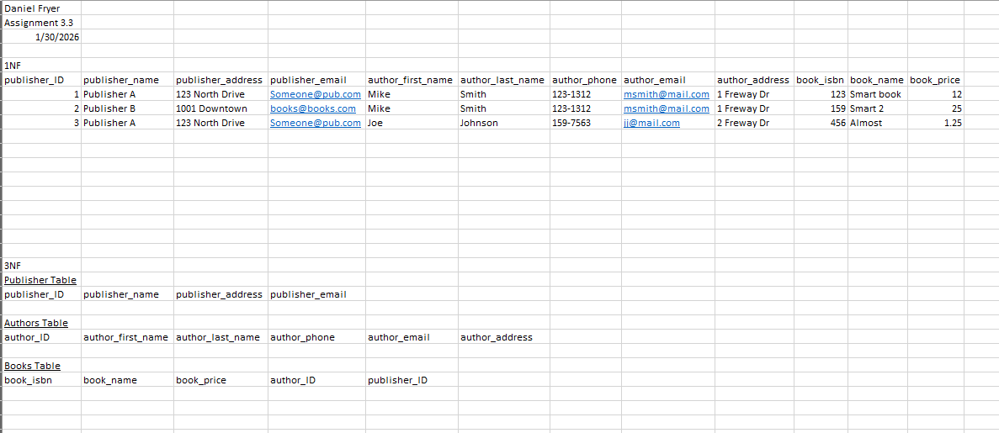 Daniel Fryer
Assignment 3.3
1/30/2026
1NF
publisher_ID publisher_name publisher_address publisher_email author_first_name author_last_name author_phone author_email author_address book_isbn book_name book_price
1 Publisher A 123 North Drive Someone@pub.com Mike Smith 123-1312 msmith@mail.com 1 Freway Dr 123 Smart book 12
2 Publisher B 1001 Downtown books@books.com Mike Smith 123-1312 msmith@mail.com 1 Freway Dr 159 Smart 2 25
3 Publisher A 123 North Drive Someone@pub.com Joe Johnson 159-7563 jj@mail.com 2 Freway Dr 456 Almost 1.25
3NF
Publisher Table
publisher_ID publisher_name publisher_address publisher_email
Authors Table
author_ID author_first_name author_last_name author_phone author_email author_address
Books Table
book_isbn book_name book_price author_ID publisher_ID